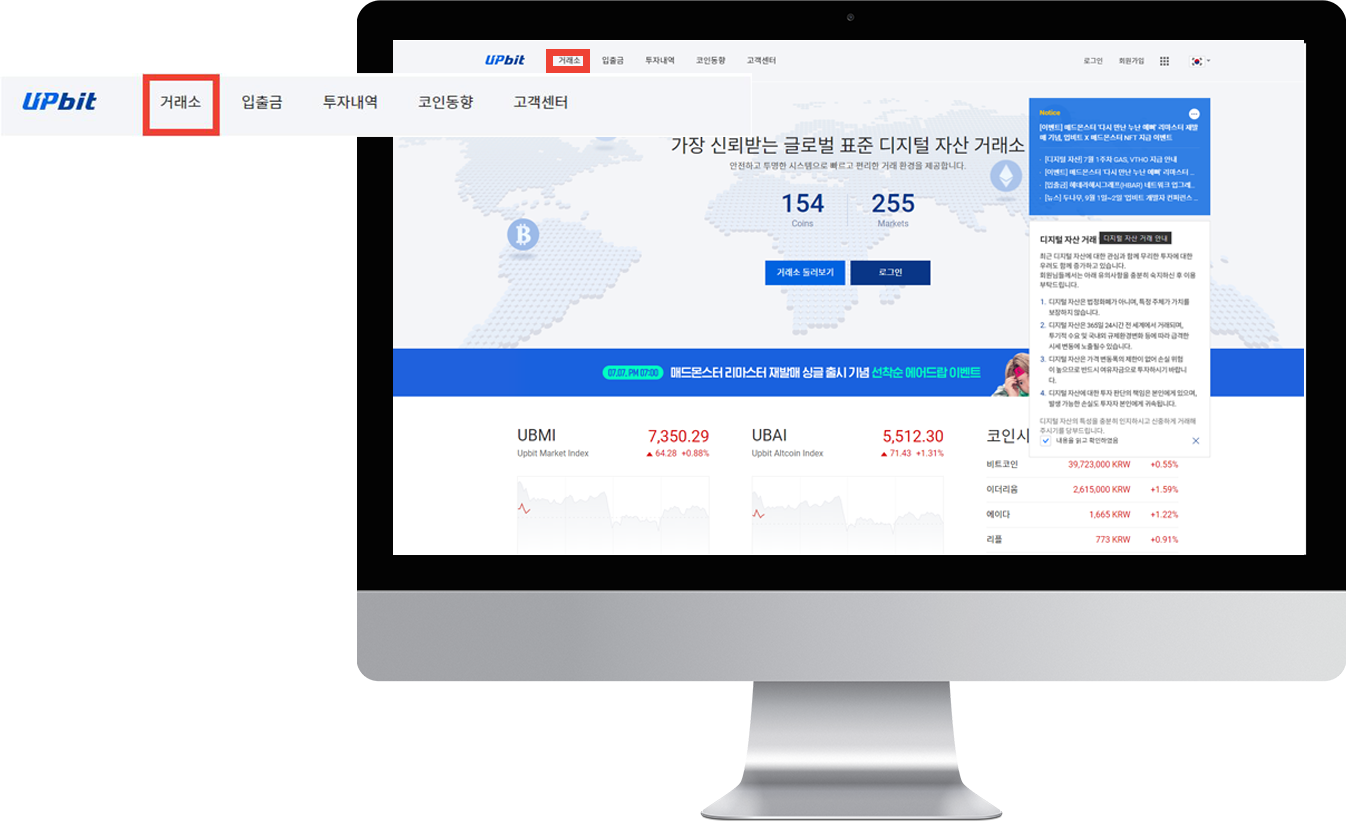 UPbit 거래소 입출금 투자내역 코인동향 고객센터 로그인 회원가입
UPbit 거래소 입출금 투자내역 코인동향 고객센터
가장 신뢰받는 글로벌 표준 디지털 자산 거래소
안전하고 투명한 시스템으로 빠르고 편리한 거래 환경을 제공합니다.
154 255
Coins Markets
거래소 둘러보기 로그인
Notice
[이벤트] 매드몬스터 '다시 만난 누난 예뻐' 리마스터 재발
매 기념, 업비트 X 매드몬스터 NFT 지급 이벤트
· [디지털 자산] 7월 1주차 GAS, VTHO 지급 안내
· [이벤트] 매드몬스터 '다시 만난 누난 예뻐' 리마스터 ...
· [입출금] 헤데라해시그래프(HBAR) 네트워크 업그레...
· [뉴스] 두나무, 9월 1일~2일 '업비트 개발자 컨퍼런스 ...
디지털 자산 거래 디지털 자산 거래 안내
최근 디지털 자산에 대한 관심과 함께 무리한 투자에 대한
우려도 함께 증가하고 있습니다.
회원님들께서는 아래 유의사항을 충분히 숙지하신 후 이용
부탁드립니다.
1. 디지털 자산은 법정화폐가 아니며, 특정 주체가 가치를
보장하지 않습니다.
2. 디지털 자산은 365일 24시간 전 세계에서 거래되며,
투기적 수요 및 국내외 규제환경변화 등에 따라 급격한
시세 변동에 노출될수 있습니다.
3. 디지털 자산은 가격 변동폭의 제한이 없어 손실 위험
이 높으므로 반드시 여유자금으로 투자하시기 바랍니
다.
4. 디지털 자산에 대한 투자 판단의 책임은 본인에게 있으며,
발생 가능한 손실도 투자자 본인에게 귀속됩니다.
디지털 자산의 특성을 충분히 인지하시고 신중하게 거래해
주시기를 당부드립니다.
내용을 읽고 확인하였음
07.07. PM 07:00 매드몬스터 리마스터 재발매 싱글 출시 기념 선착순 에어드랍 이벤트
UBMI 7,350.29
Upbit Market Index ▲ 64.28 +0.88%
UBAI 5,512.30
Upbit Altcoin Index ▲ 71.43 +1.31%
코인시
비트코인 39,723,000 KRW +0.55%
이더리움 2,615,000 KRW +1.59%
에이다 1,665 KRW +1.22%
리플 773 KRW +0.91%